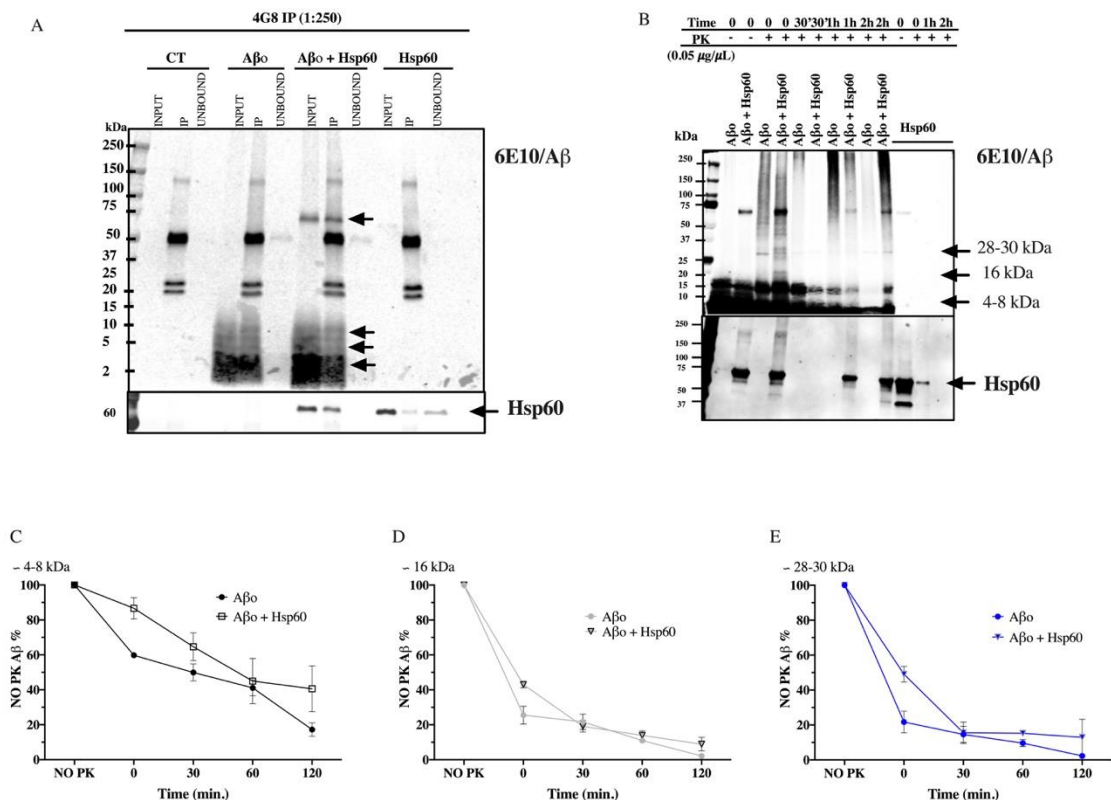 A
4G8 IP (1:250)
CT Aβo Aβo + Hsp60 Hsp60
INPUT IP UNBOUND INPUT IP UNBOUND INPUT IP UNBOUND INPUT IP UNBOUND
kDa
250
150
100
75
50
37
25
20
15
10
5
2
6E10/Aβ
60
Hsp60
B
Time 0 0 0 0 30' 30' 1h 1h 2h 2h 0 0 1h 2h
PK - - + + + + + + + + - + + +
(0.05 µg/µL)
Aβo Aβo + Hsp60 Aβo Aβo + Hsp60 Aβo Aβo + Hsp60 Aβo Aβo + Hsp60 Aβo Aβo + Hsp60 Hsp60
kDa
250
150
100
75
50
37
25
20
15
10
6E10/Aβ
28-30 kDa
16 kDa
4-8 kDa
250
150
100
75
50
37
Hsp60
C
~ 4-8 kDa
NO PK Aβ %
100
80
60
40
20
0
Aβo
Aβo + Hsp60
NO PK 0 30 60 120
Time (min.)
D
~ 16 kDa
NO PK Aβ %
100
80
60
40
20
0
Aβo
Aβo + Hsp60
NO PK 0 30 60 120
Time (min.)
E
~ 28-30 kDa
NO PK Aβ %
100
80
60
40
20
0
Aβo
Aβo + Hsp60
NO PK 0 30 60 120
Time (min.)